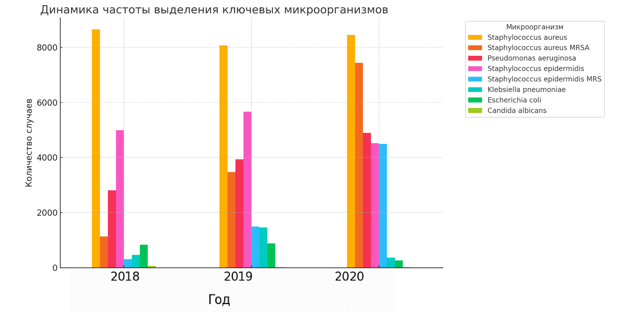 Динамика частоты выделения ключевых микроорганизмов
Микроорганизм
Staphylococcus aureus
Staphylococcus aureus MRSA
Pseudomonas aeruginosa
Staphylococcus epidermidis
Staphylococcus epidermidis MRS
Klebsiella pneumoniae
Escherichia coli
Candida albicans
Количество случаев
8000
6000
4000
2000
0
2018
2019
2020
Год